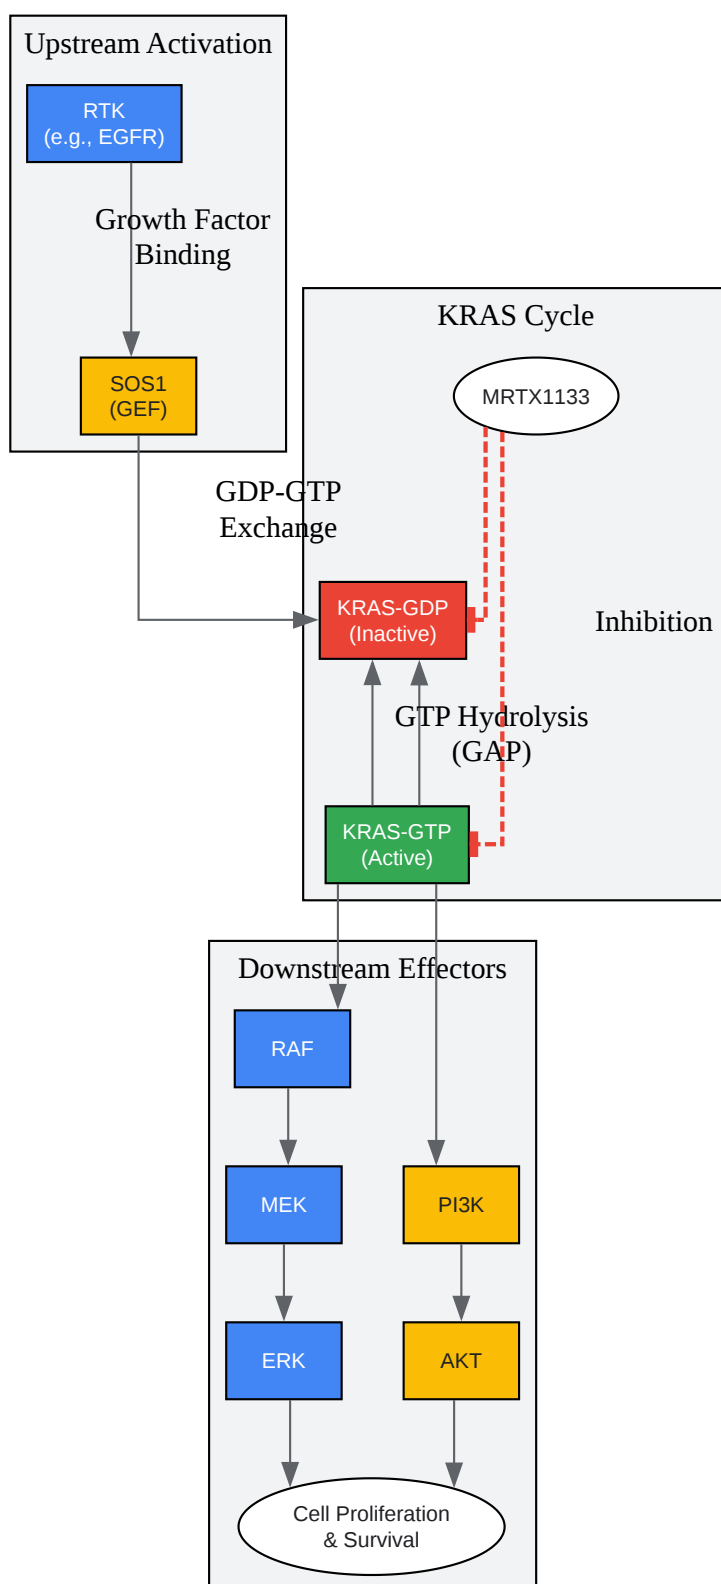 Upstream Activation
RTK
(e.g., EGFR)
Growth Factor
Binding
SOS1
(GEF)
KRAS Cycle
MRTX1133
GDP-GTP
Exchange
KRAS-GDP
(Inactive)
Inhibition
GTP Hydrolysis
(GAP)
KRAS-GTP
(Active)
Downstream Effectors
RAF
MEK
PI3K
ERK
AKT
Cell Proliferation
& Survival